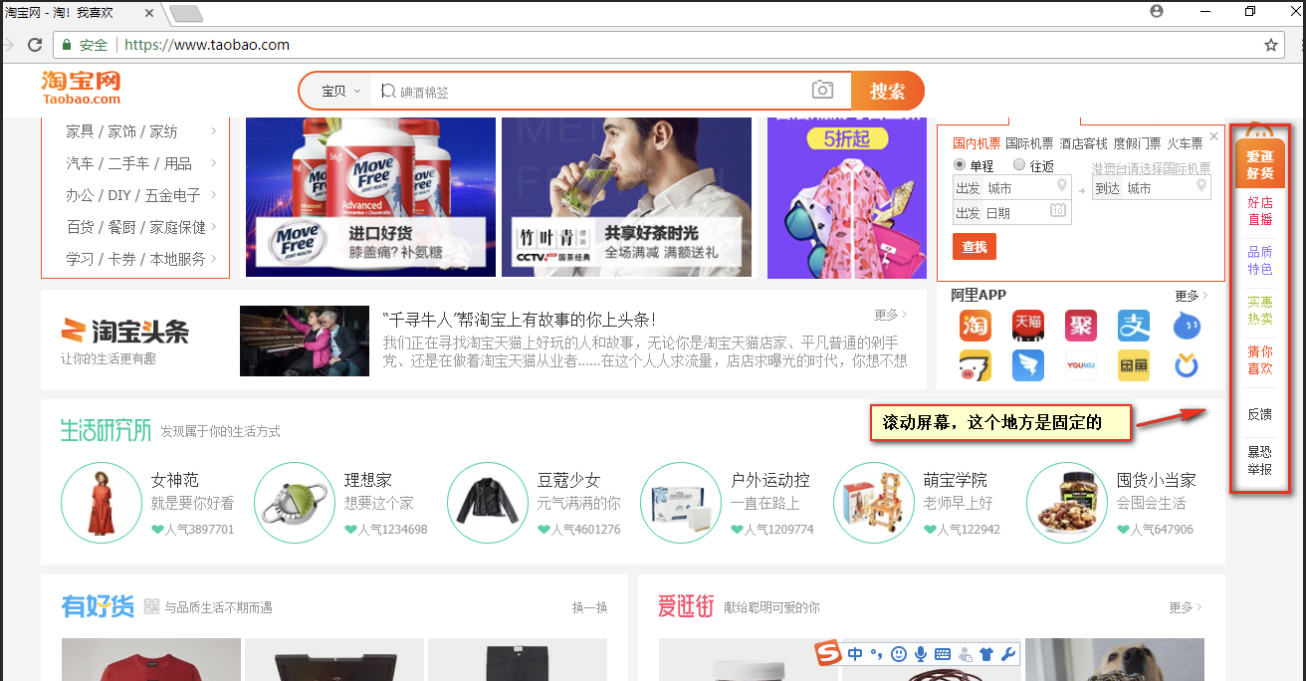 淘宝网 - 淘！我喜欢
安全 https://www.taobao.com
淘宝网
Taobao.com
宝贝
碘酒棉签
搜索
家具 / 家饰 / 家纺
汽车 / 二手车 / 用品
办公 / DIY / 五金电子
百货 / 餐厨 / 家庭保健
学习 / 卡券 / 本地服务
Move Free
JOINT HEALTH
Advanced
Move Free
进口好货
膝盖痛？补氨糖
竹叶青
CCTV 国茶经典
共享好茶时光
全场满减 满额送礼
5折起
国内机票 国际机票 酒店客栈 度假门票 火车票
单程 往返
港澳台请选择国际机票
出发 城市
到达 城市
出发 日期
查找
爱逛
好货
好店
直播
品质
特色
实惠
热卖
猜你
喜欢
反馈
暴恐
举报
淘宝头条
让你的生活更有趣
“千寻牛人”帮淘宝上有故事的你上头条！
更多
我们正在寻找淘宝天猫上好玩的人和故事，无论你是淘宝天猫店家、平凡普通的剁手
党、还是在做着淘宝天猫从业者......在这个人人求流量，店店求曝光的时代，你想不想
阿里APP
更多
淘
天猫
聚
支
YOUKU
闲鱼
滚动屏幕，这个地方是固定的
生活研究所 发现属于你的生活方式
女神范
就是要你好看
人气3897701
理想家
想要这个家
人气1234698
豆蔻少女
元气满满的你
人气4601276
户外运动控
一直在路上
人气1209774
萌宝学院
老师早上好
人气122942
囤货小当家
会囤会生活
人气647906
有好货 与品质生活不期而遇
换一换
爱逛街 献给聪明可爱的你
更多
S 中